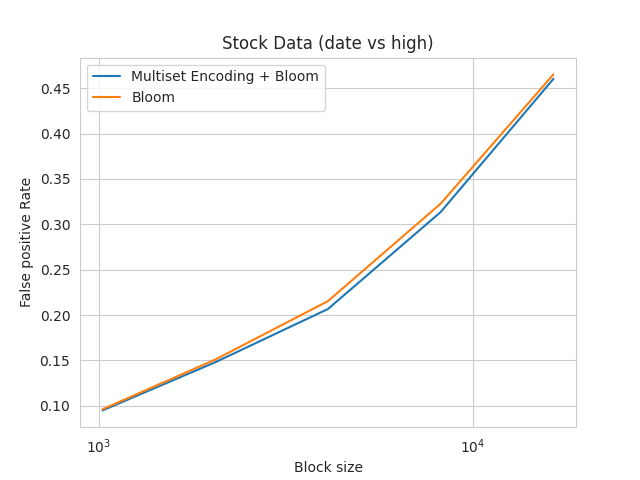 Stock Data (date vs high)
Multiset Encoding + Bloom
Bloom
False positive Rate
0.45
0.40
0.35
0.30
0.25
0.20
0.15
0.10
10³
10⁴
Block size